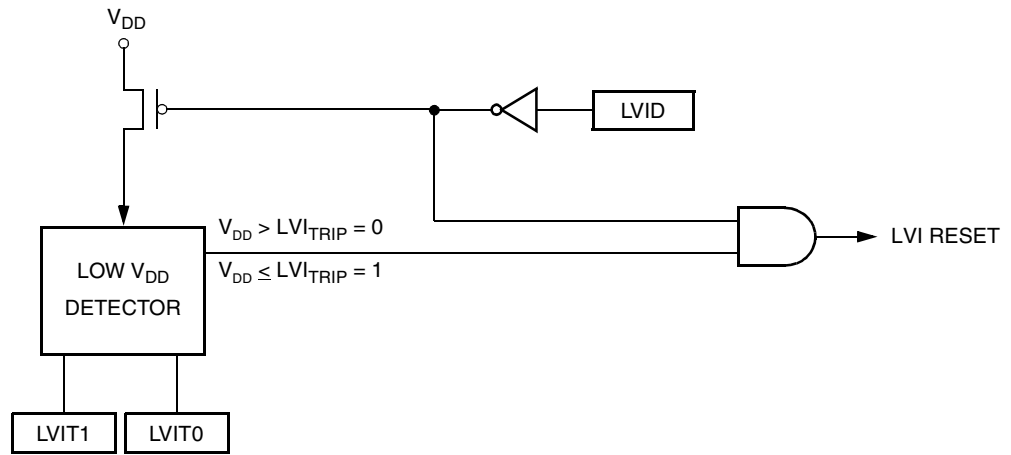 VDD
LVID
VDD > LVITRIP = 0
LVI RESET
VDD ≤ LVITRIP = 1
LOW VDD
DETECTOR
LVIT1
LVIT0